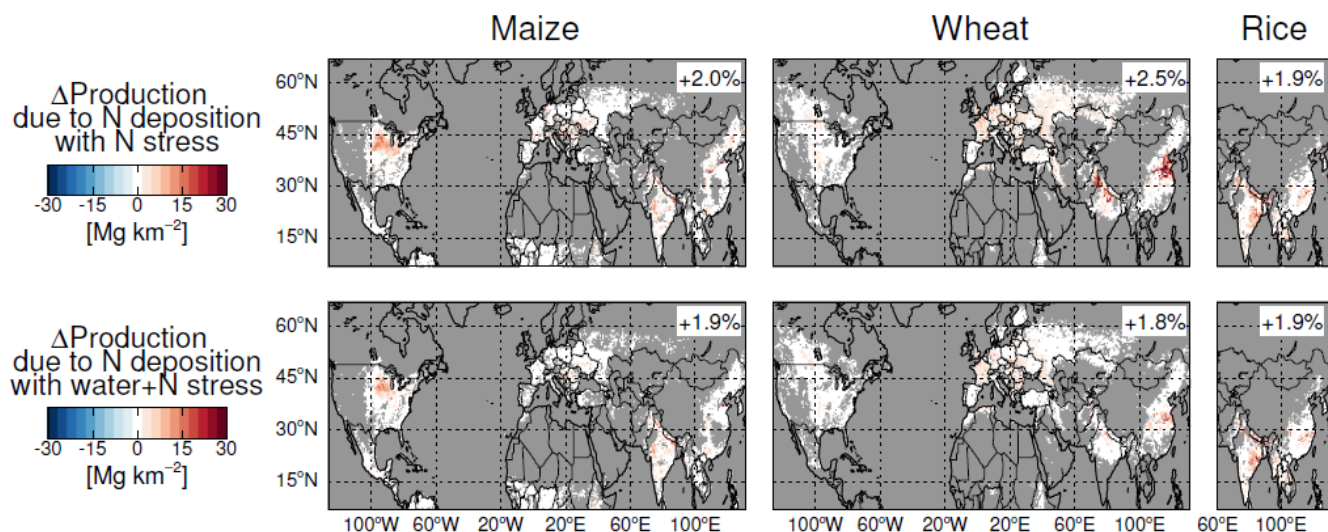 Maize
Wheat
Rice
ΔProduction
due to N deposition
with N stress
-30 -15 0 15 30
[Mg km⁻²]
60°N
45°N
30°N
15°N
+2.0%
+2.5%
+1.9%
ΔProduction
due to N deposition
with water+N stress
-30 -15 0 15 30
[Mg km⁻²]
60°N
45°N
30°N
15°N
+1.9%
+1.8%
+1.9%
100°W 60°W 20°W 20°E 60°E 100°E 100°W 60°W 20°W 20°E 60°E 100°E 60°E 100°E